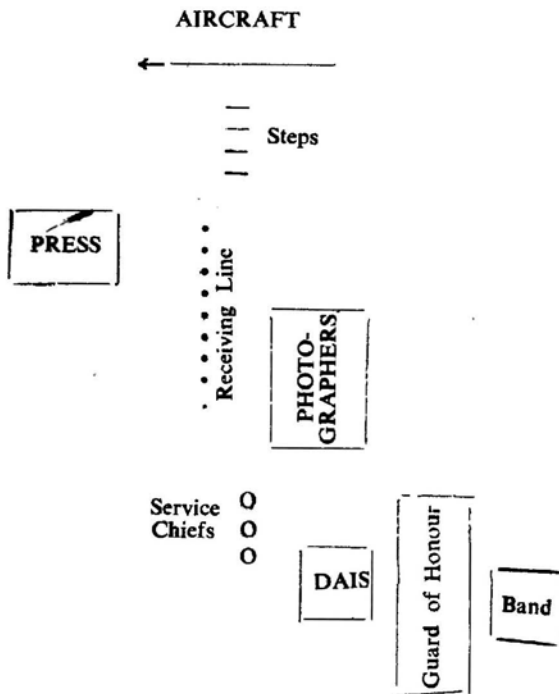 AIRCRAFT
Steps
PRESS
Receiving Line
PHOTO-
GRAPHERS
Service
Chiefs
DAIS
Guard of Honour
Band